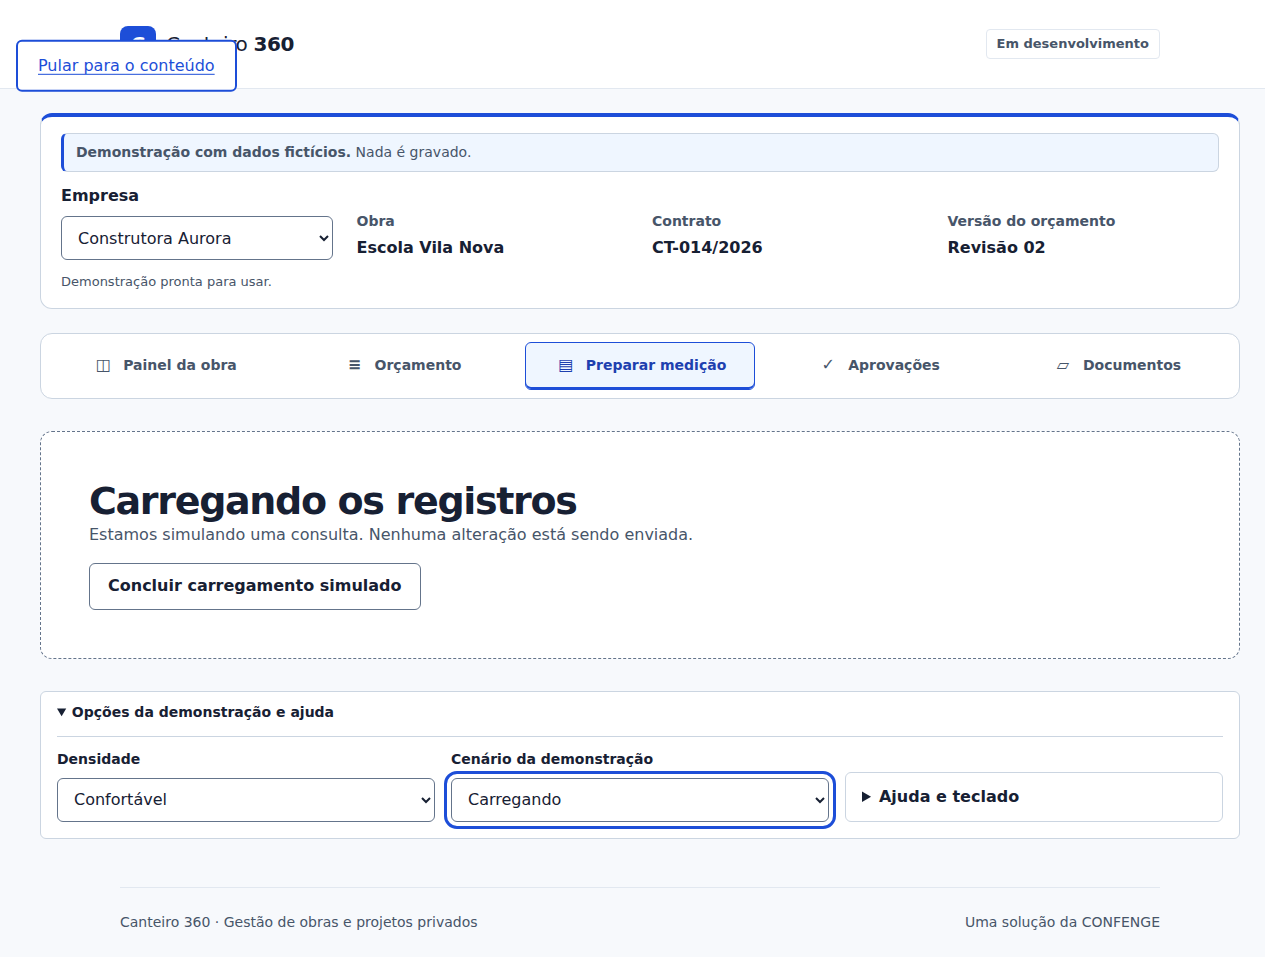 360
Em desenvolvimento
Pular para o conteúdo
Demonstração com dados fictícios. Nada é gravado.
Empresa
Construtora Aurora
Obra
Escola Vila Nova
Contrato
CT-014/2026
Versão do orçamento
Revisão 02
Demonstração pronta para usar.
Painel da obra
Orçamento
Preparar medição
Aprovações
Documentos
Carregando os registros
Estamos simulando uma consulta. Nenhuma alteração está sendo enviada.
Concluir carregamento simulado
Opções da demonstração e ajuda
Densidade
Confortável
Cenário da demonstração
Carregando
Ajuda e teclado
Canteiro 360 · Gestão de obras e projetos privados
Uma solução da CONFENGE